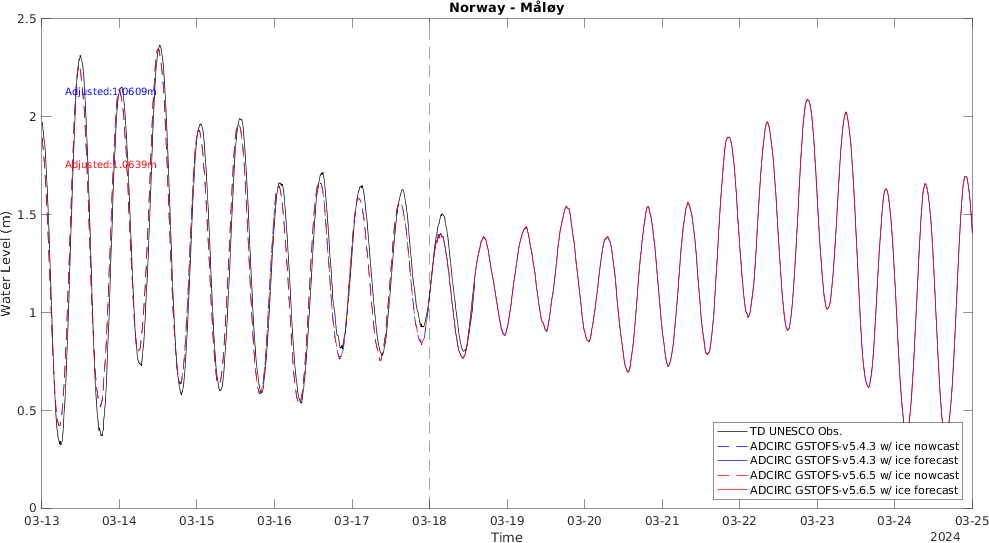 Norway - Måløy
2.5
2
1.5
1
0.5
0
Water Level (m)
Adjusted:1.0609m
Adjusted:1.0639m
TD UNESCO Obs.
ADCIRC GSTOFS-v5.4.3 w/ ice nowcast
ADCIRC GSTOFS-v5.4.3 w/ ice forecast
ADCIRC GSTOFS-v5.6.5 w/ ice nowcast
ADCIRC GSTOFS-v5.6.5 w/ ice forecast
03-13 03-14 03-15 03-16 03-17 03-18 03-19 03-20 03-21 03-22 03-23 03-24 03-25
Time
2024